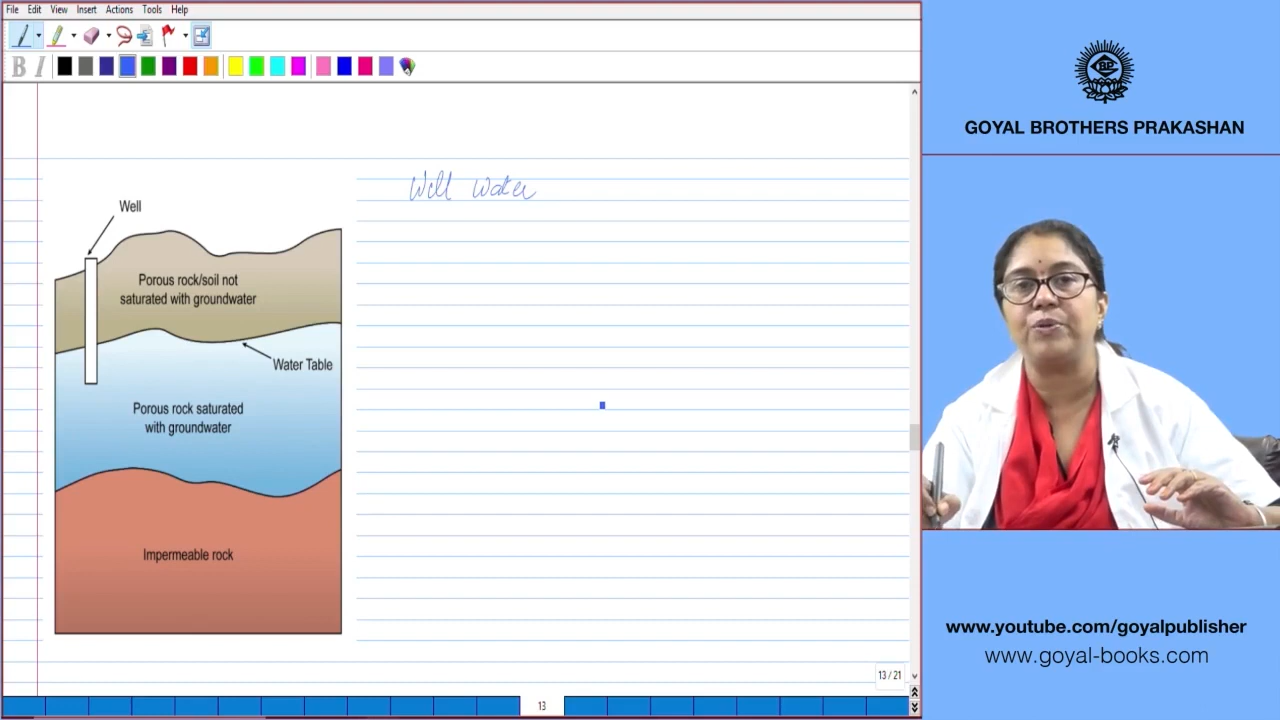 File Edit View Insert Actions Tools Help
B I
GOYAL BROTHERS PRAKASHAN
Well water
Well
Porous rock/soil not
saturated with groundwater
Water Table
Porous rock saturated
with groundwater
Impermeable rock
www.youtube.com/goyalpublisher
www.goyal-books.com
13 / 21
13